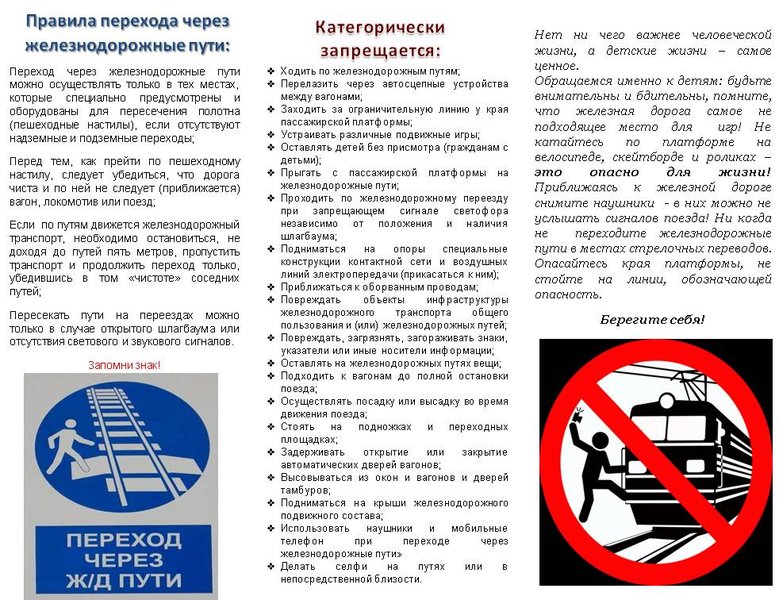 Правила перехода через
железнодорожные пути:
Переход через железнодорожные пути
можно осуществлять только в тех местах,
которые специально предусмотрены и
оборудованы для пересечения полотна
(пешеходные настилы), если отсутствуют
надземные и подземные переходы;
Перед тем, как прейти по пешеходному
настилу, следует убедиться, что дорога
чиста и по ней не следует (приближается)
вагон, локомотив или поезд;
Если по путям движется железнодорожный
транспорт, необходимо остановиться, не
доходя до путей пять метров, пропустить
транспорт и продолжить переход только,
убедившись в том «чистоте» соседних
путей;
Пересекать пути на переездах можно
только в случае открытого шлагбаума или
отсутствия светового и звукового сигналов.
Запомни знак!
ПЕРЕХОД
ЧЕРЕЗ
Ж/Д ПУТИ
Категорически
запрещается:
❖ Ходить по железнодорожным путям;
❖ Перелазить через автосцепные устройства
между вагонами;
❖ Заходить за ограничительную линию у края
пассажирской платформы;
❖ Устраивать различные подвижные игры;
❖ Оставлять детей без присмотра (гражданам с
детьми);
❖ Прыгать с пассажирской платформы на
железнодорожные пути;
❖ Проходить по железнодорожному переезду
при запрещающем сигнале светофора
независимо от положения и наличия
шлагбаума;
❖ Подниматься на опоры специальные
конструкции контактной сети и воздушных
линий электропередачи (прикасаться к ним);
❖ Приближаться к оборванным проводам;
❖ Повреждать объекты инфраструктуры
железнодорожного транспорта общего
пользования и (или) железнодорожных путей;
❖ Повреждать, загрязнять, загораживать знаки,
указатели или иные носители информации;
❖ Оставлять на железнодорожных путях вещи;
❖ Подходить к вагонам до полной остановки
поезда;
❖ Осуществлять посадку или высадку во время
движения поезда;
❖ Стоять на подножках и переходных
площадках;
❖ Задерживать открытие или закрытие
автоматических дверей вагонов;
❖ Высовываться из окон и вагонов и дверей
тамбуров;
❖ Подниматься на крыши железнодорожного
подвижного состава;
❖ Использовать наушники и мобильные
телефон при переходе через
железнодорожные пути»
❖ Делать селфи на путях или в
непосредственной близости.
Нет ни чего важнее человеческой
жизни, а детские жизни – самое
ценное.
Обращаемся именно к детям: будьте
внимательны и бдительны, помните,
что железная дорога самое не
подходящее место для игр! Не
катайтесь по платформе на
велосипеде, скейтборде и роликах –
это опасно для жизни!
Приближаясь к железной дороге
снимите наушники - в них можно не
услышать сигналов поезда! Ни когда
не переходите железнодорожные
пути в местах стрелочных переводов.
Опасайтесь края платформы, не
стойте на линии, обозначающей
опасность.
Берегите себя!